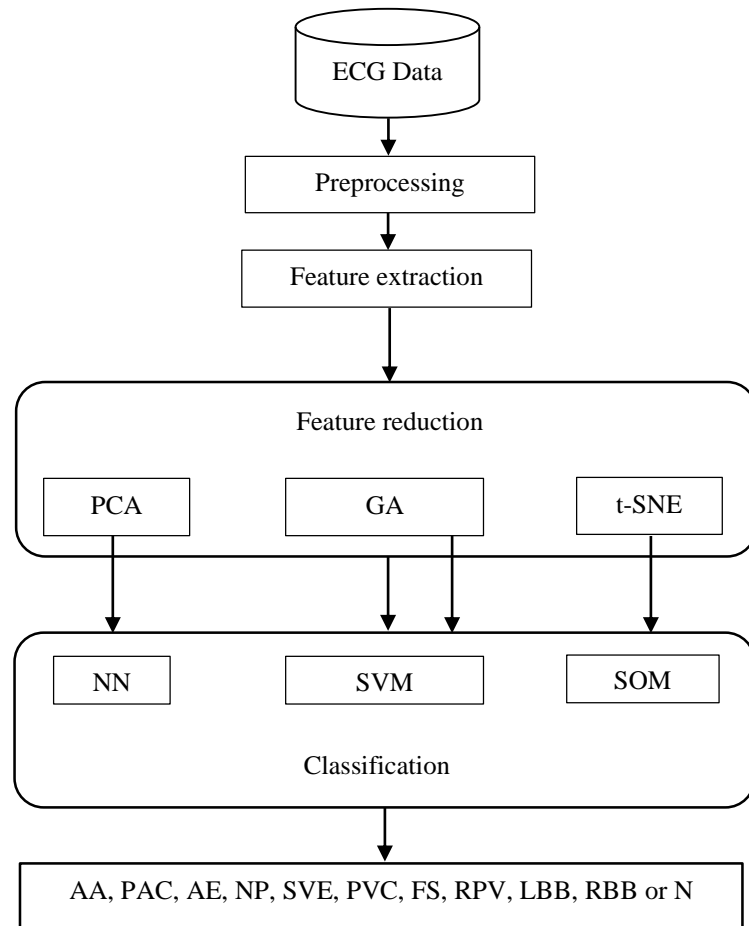 ECG Data
Preprocessing
Feature extraction
Feature reduction
PCA
GA
t-SNE
NN
SVM
SOM
Classification
AA, PAC, AE, NP, SVE, PVC, FS, RPV, LBB, RBB or N